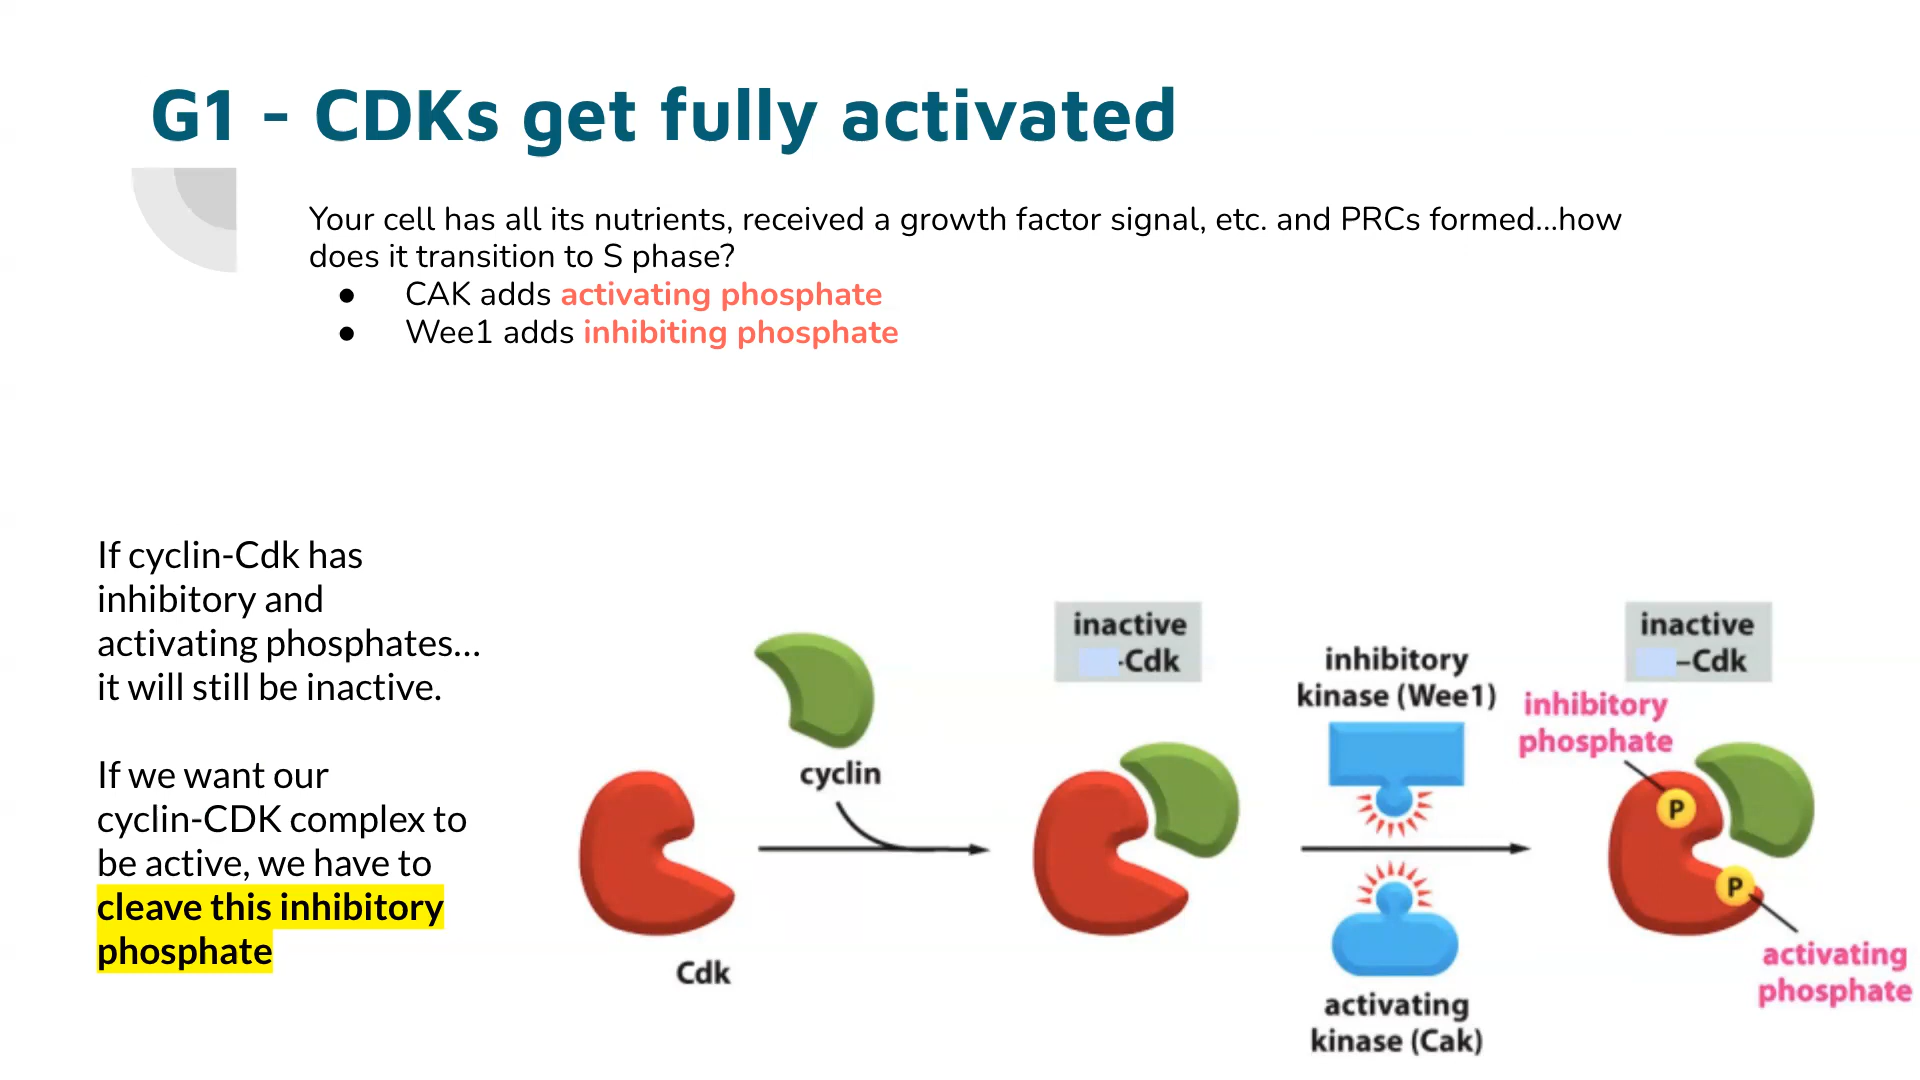 G1 - CDKs get fully activated
Your cell has all its nutrients, received a growth factor signal, etc. and PRCs formed...how
does it transition to S phase?
● CAK adds activating phosphate
● Wee1 adds inhibiting phosphate
If cyclin-Cdk has
inhibitory and
activating phosphates...
it will still be inactive.
If we want our
cyclin-CDK complex to
be active, we have to
cleave this inhibitory
phosphate
cyclin
Cdk
inactive
-Cdk
inhibitory
kinase (Wee1)
activating
kinase (Cak)
inactive
–Cdk
inhibitory
phosphate
P
P
activating
phosphate